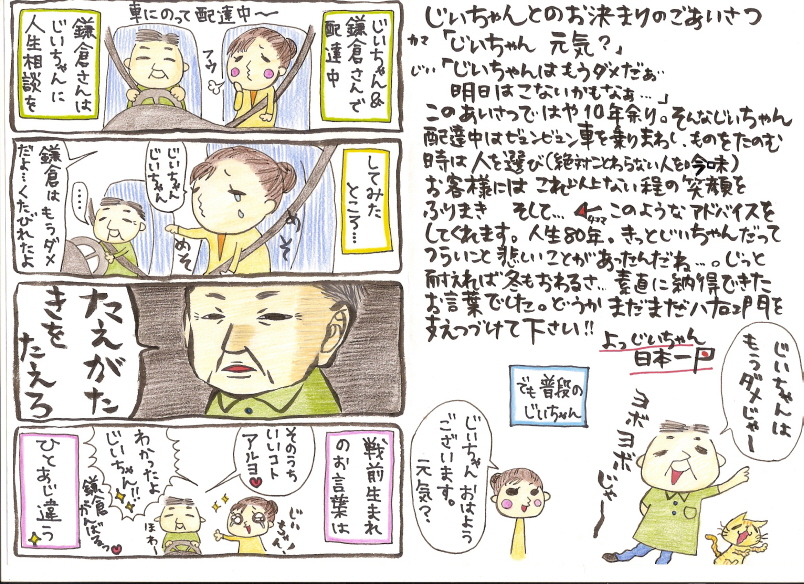 車にのって配達中〜
じいちゃん&
鎌倉さんで
配達中
フゥ
鎌倉さんは
じいちゃんに
人生相談を
してみた
ところ…
じいちゃん
じいちゃん
めそ
めそ
…
鎌倉はもうダメ
だよ…くたびれたよ
たえがた
きを
たえろ
戦前生まれ
のお言葉は
ひとあじ違う
そのうち
いいコト
アルヨ♥
じいちゃん
わかったよ
じいちゃん!!
鎌倉
がんばるっ♥
ほわー
じいちゃんとのお決まりのごあいさつ
カマ「じいちゃん 元気?」
じい「じいちゃんはもうダメだぁ…
明日はこないかもなぁ…」
このあいさつではや10年余り。そんなじいちゃん
配達中はビュンビュン車を乗りまわし、ものをたのむ
時は人を選び(絶対ことわらない人を吟味)
お客様にはこれ以上ない程の笑顔を
ふりまき そして… このようなアドバイスを
してくれます。人生80年。きっとじいちゃんだって
つらいこと悲しいことがあったんだね…。じっと
耐えれば冬もおわるさ…素直に納得できた
お言葉でした。どうかまだまだ八右衛門を
支えつづけて下さい!!
よっじいちゃん
日本一
でも普段の
じいちゃん
じいちゃん おはよう
ございます。
元気?
じいちゃんは
もうダメじゃー
ヨボヨボじゃ〜